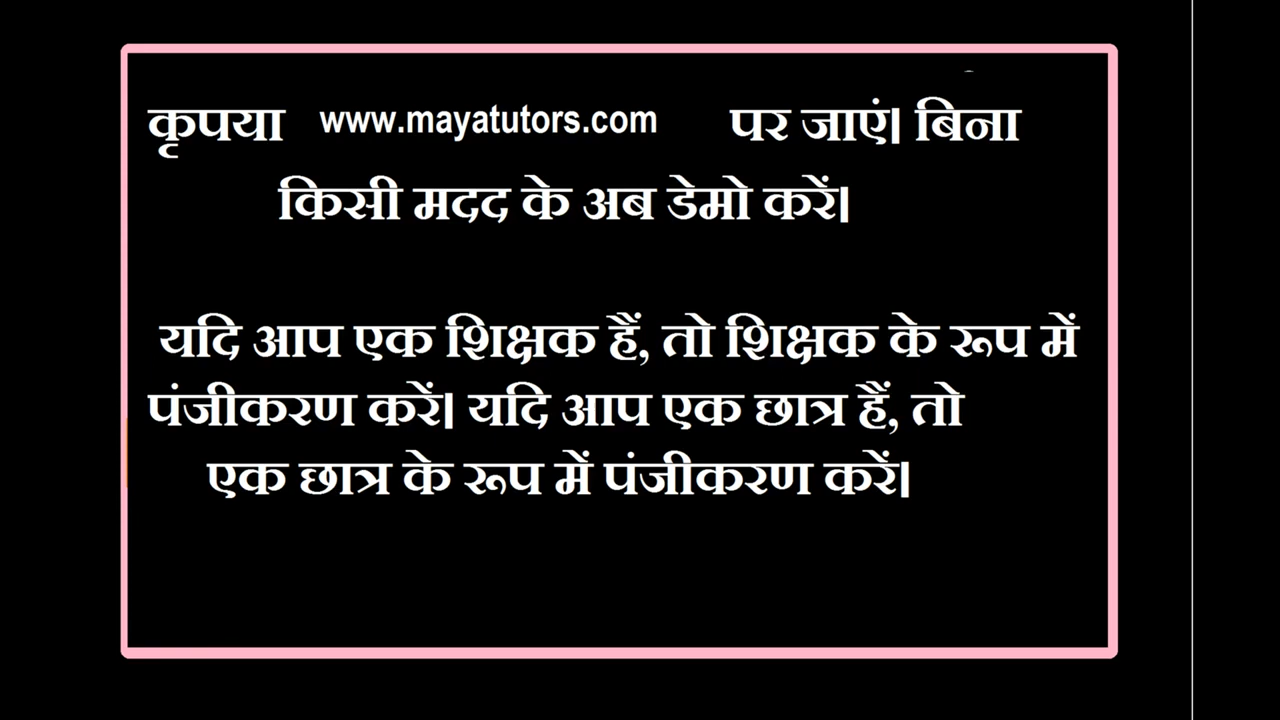 कृपया www.mayatutors.com पर जाएं। बिना
किसी मदद के अब डेमो करें।
यदि आप एक शिक्षक हैं, तो शिक्षक के रूप में
पंजीकरण करें। यदि आप एक छात्र हैं, तो
एक छात्र के रूप में पंजीकरण करें।